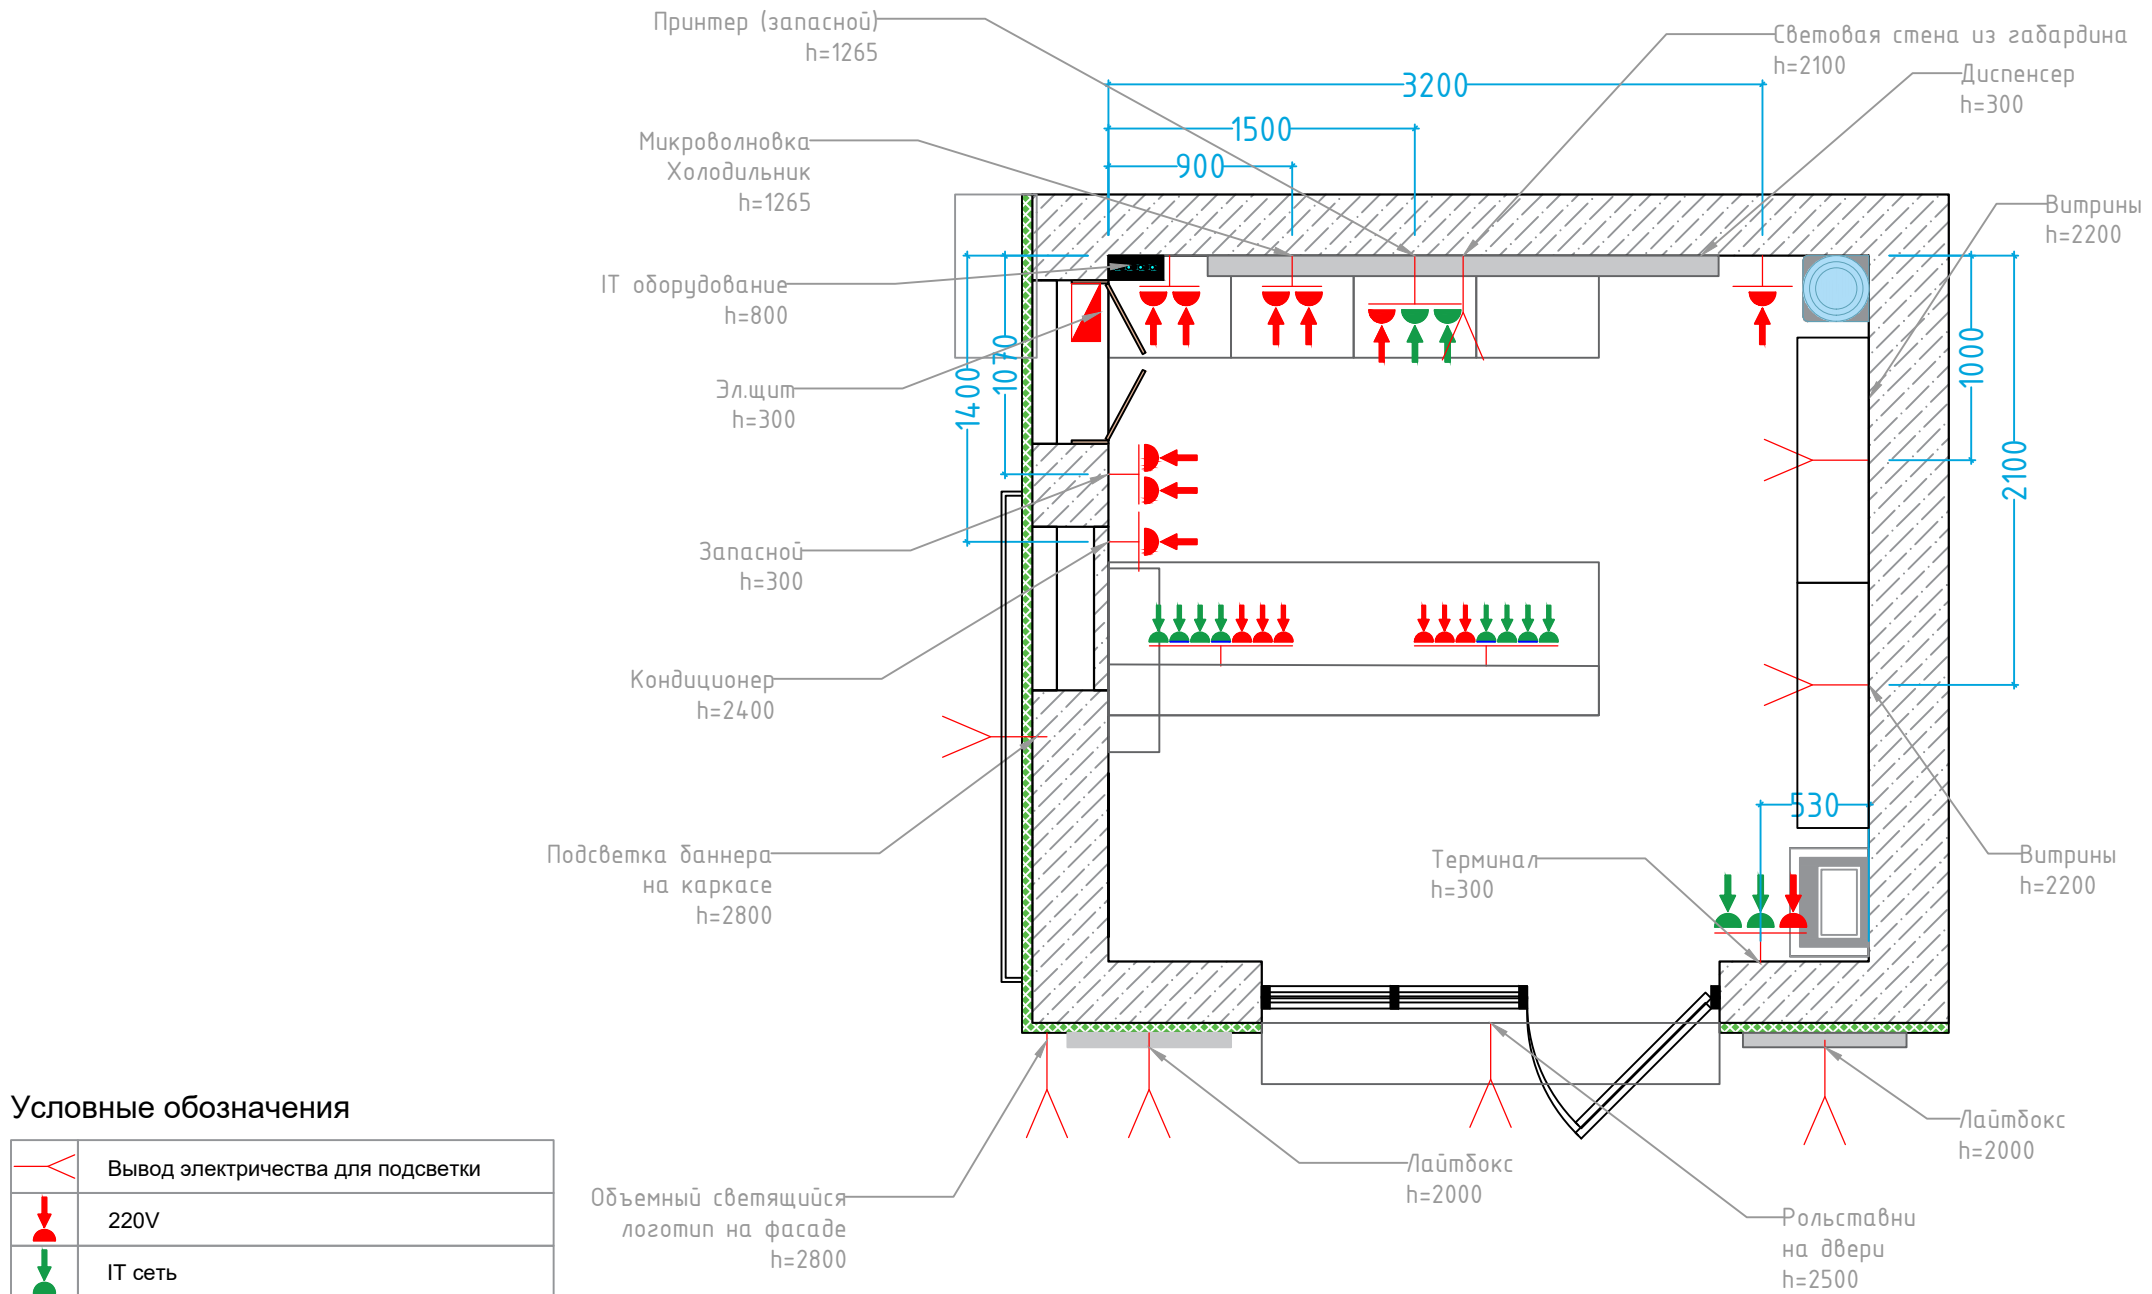 Принтер (запасной)
h=1265
Световая стена из габардина
h=2100
Диспенсер
h=300
3200
1500
900
Микроволновка
Холодильник
h=1265
Витрины
h=2200
IT оборудование
h=800
Эл.щит
h=300
1070
1400
1000
2100
Запасной
h=300
Кондиционер
h=2400
Подсветка баннера
на каркасе
h=2800
530
Терминал
h=300
Витрины
h=2200
Лайтбокс
h=2000
Лайтбокс
h=2000
Объемный светящийся
логотип на фасаде
h=2800
Рольставни
на двери
h=2500
Условные обозначения
Вывод электричества для подсветки
220V
IT сеть